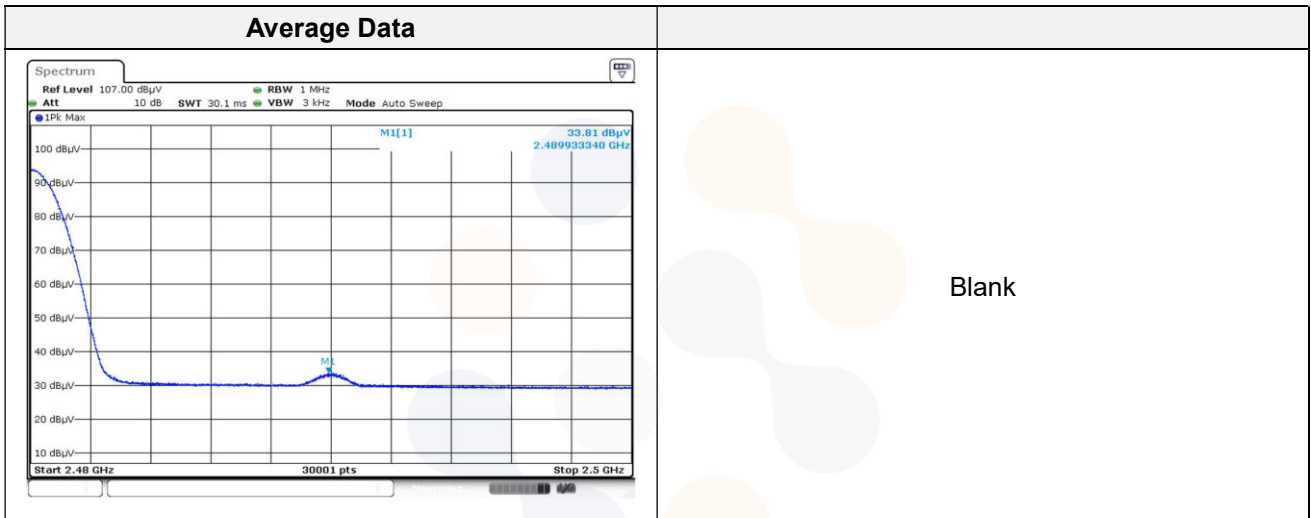 Average Data
Spectrum
Ref Level 107.00 dBµV RBW 1 MHz
Att 10 dB SWT 30.1 ms VBW 3 kHz Mode Auto Sweep
1Pk Max
M1[1] 33.81 dBµV
2.489933340 GHz
100 dBµV
90 dBµV
80 dBµV
70 dBµV
60 dBµV
50 dBµV
40 dBµV
M1
30 dBµV
20 dBµV
10 dBµV
Start 2.48 GHz 30001 pts Stop 2.5 GHz
Blank